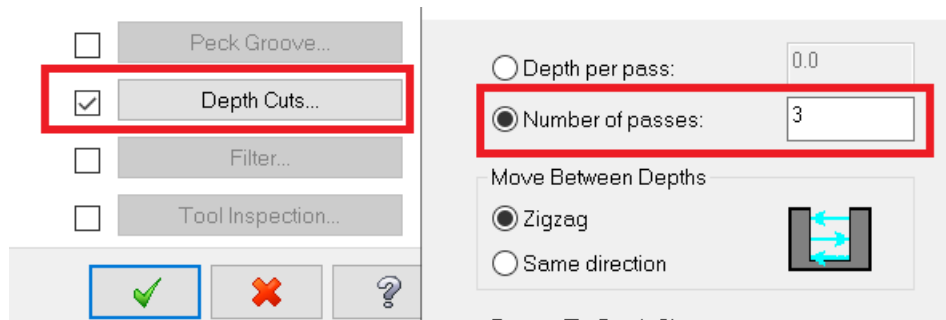 Peck Groove...
Depth Cuts...
Filter...
Tool Inspection...
Depth per pass:
0.0
Number of passes:
3
Move Between Depths
Zigzag
Same direction